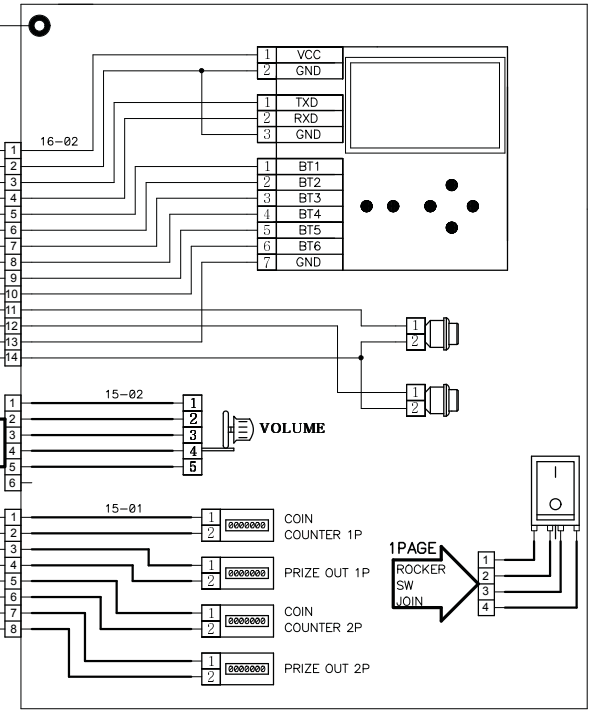 1 VCC
2 GND
1 TXD
2 RXD
3 GND
16-02
1
2
3
4
5
6
7
8
9
10
11
12
13
14
1 BT1
2 BT2
3 BT3
4 BT4
5 BT5
6 BT6
7 GND
1
2
1
2
15-02
1
2
3
4
5
6
1
2
3
4
5
VOLUME
15-01
1
2
3
4
5
6
7
8
1
2
0000000
COIN
COUNTER 1P
1
2
0000000
PRIZE OUT 1P
1
2
0000000
COIN
COUNTER 2P
1
2
0000000
PRIZE OUT 2P
1PAGE
ROCKER
SW
JOIN
1
2
3
4